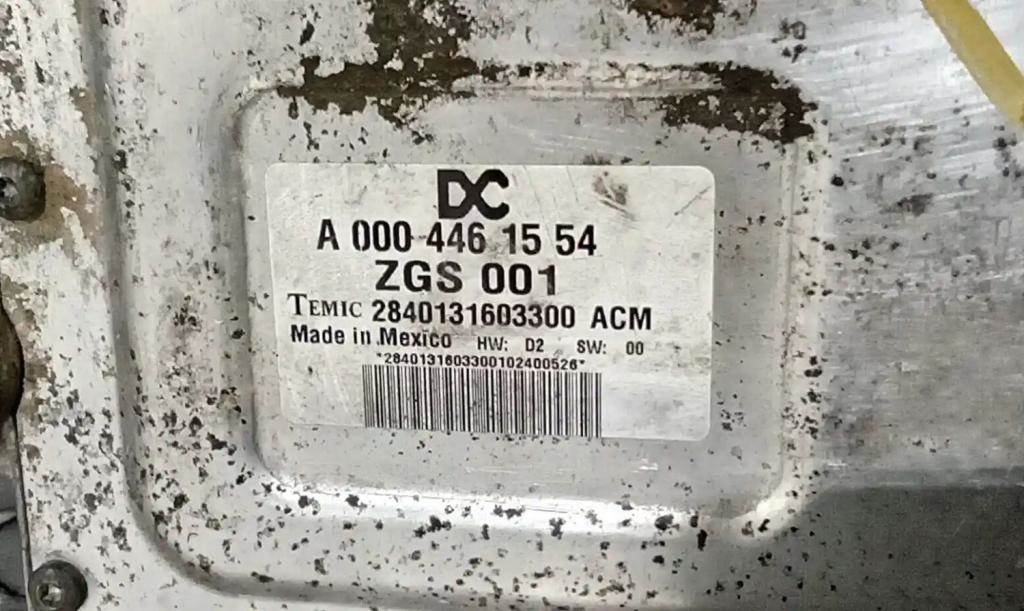 DC
A 000 446 15 54
ZGS 001
TEMIC 2840131603300 ACM
Made in Mexico HW: D2 SW: 00
*2840131603300102400526*